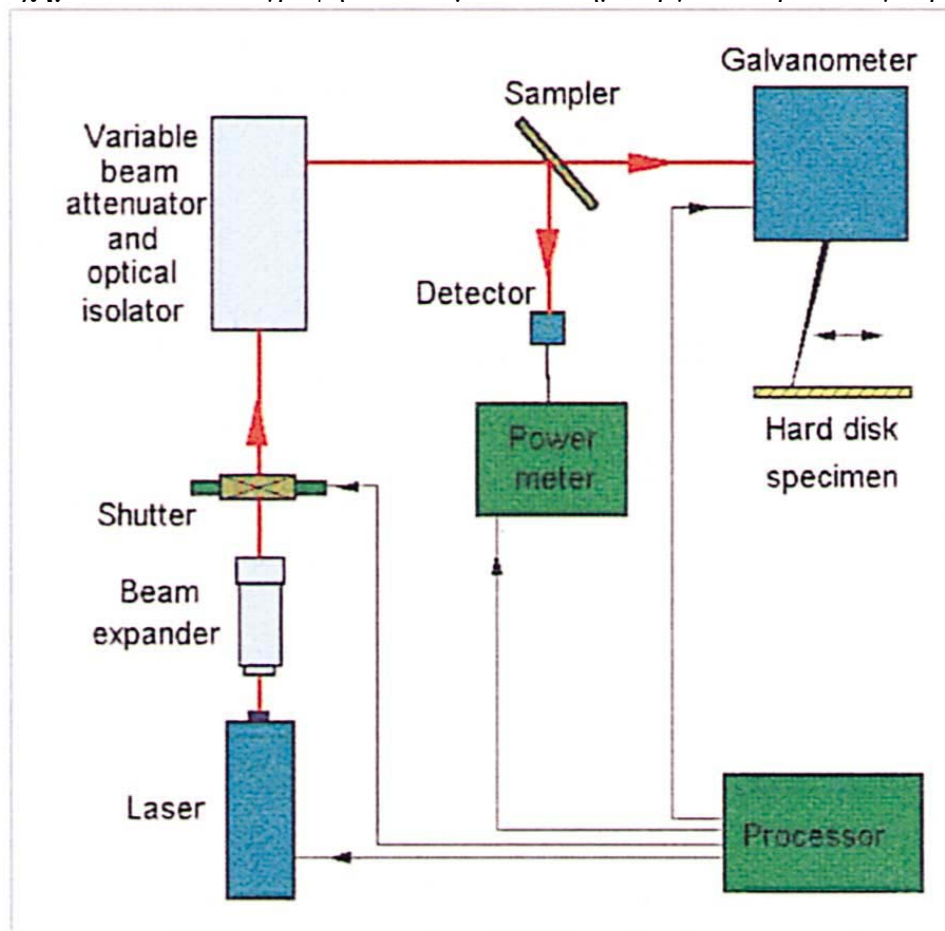 Galvanometer
Sampler
Variable
beam
attenuator
and
optical
isolator
Detector
Power
meter
Hard disk
specimen
Shutter
Beam
expander
Laser
Processor